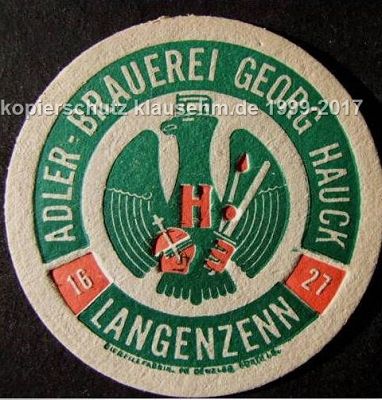 ADLER-BRAUEREI GEORG HAUCK
kopierschutz klausehm.de 1999-2017
H
16 27
LANGENZENN